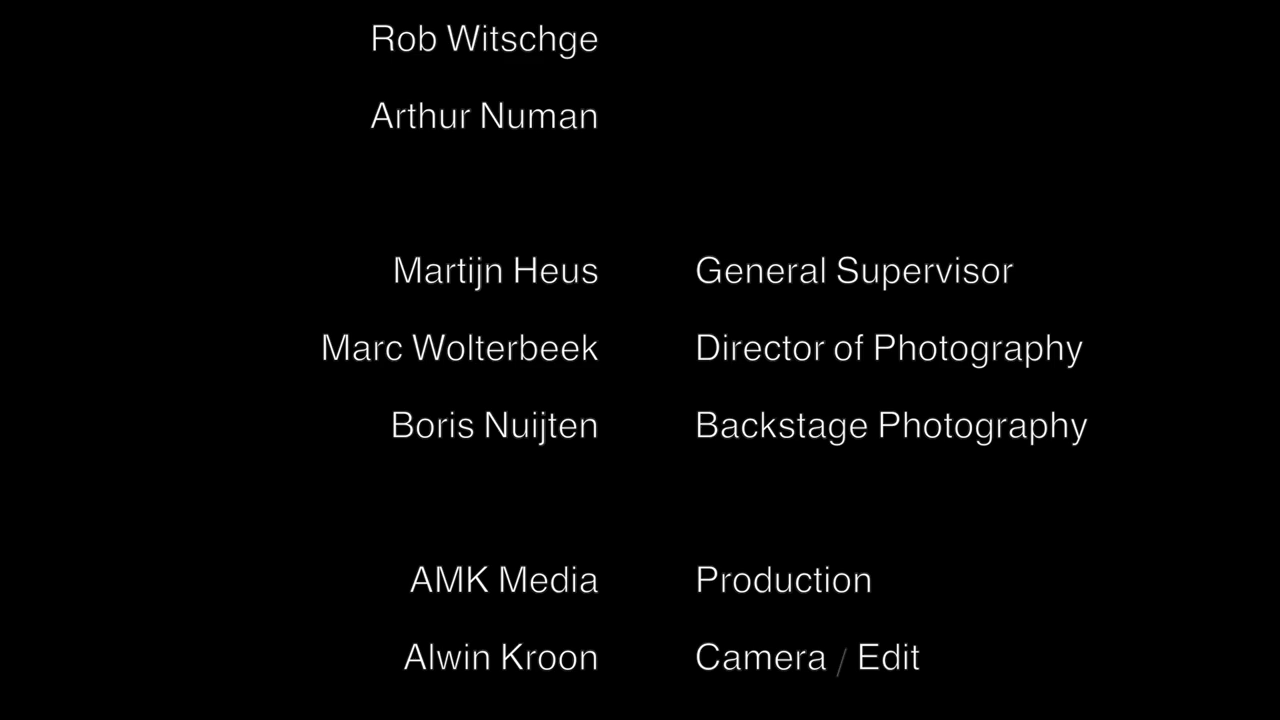 Rob Witschge
Arthur Numan
Martijn Heus General Supervisor
Marc Wolterbeek Director of Photography
Boris Nuijten Backstage Photography
AMK Media Production
Alwin Kroon Camera / Edit